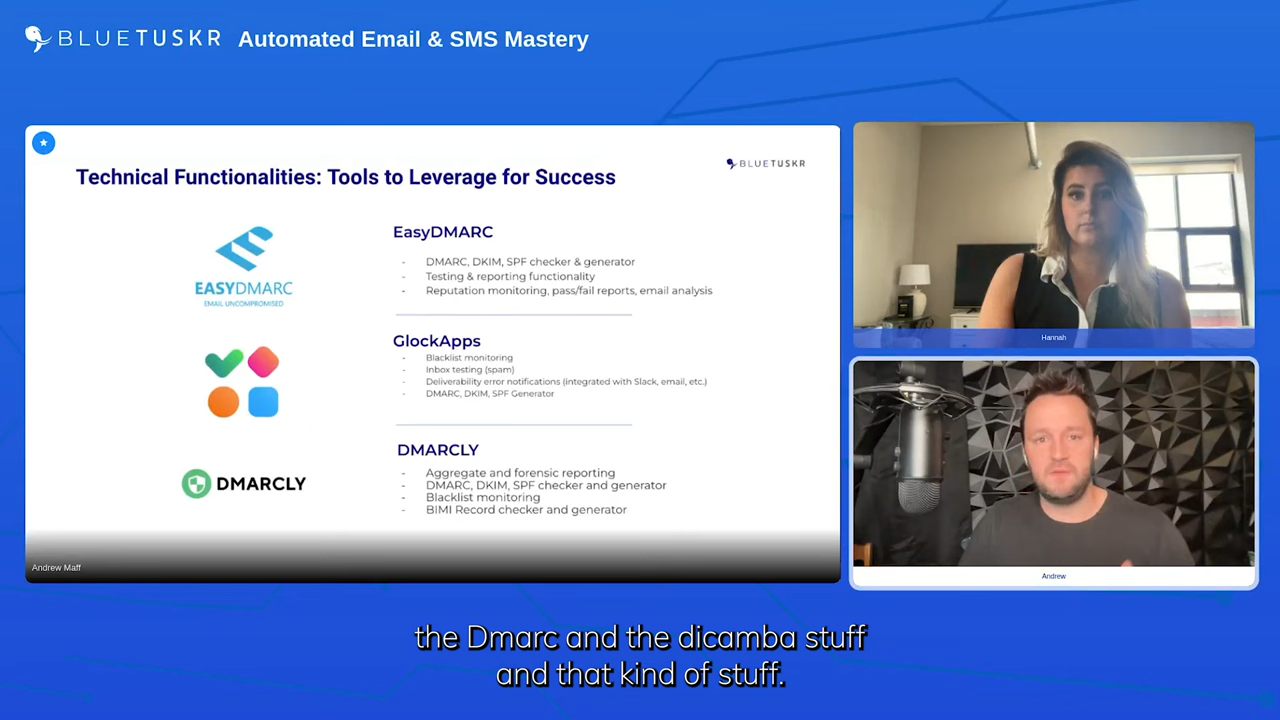 BLUETUSKR Automated Email & SMS Mastery
BLUETUSKR
Technical Functionalities: Tools to Leverage for Success
EASYDMARC
EMAIL UNCOMPROMISED
EasyDMARC
- DMARC, DKIM, SPF checker & generator
- Testing & reporting functionality
- Reputation monitoring, pass/fail reports, email analysis
GlockApps
- Blacklist monitoring
- Inbox testing (spam)
- Deliverability error notifications (integrated with Slack, email, etc.)
- DMARC, DKIM, SPF Generator
DMARCLY
DMARCLY
- Aggregate and forensic reporting
- DMARC, DKIM, SPF checker and generator
- Blacklist monitoring
- BIMI Record checker and generator
Andrew Maff
Hannah
Andrew
the Dmarc and the dicamba stuff
and that kind of stuff.